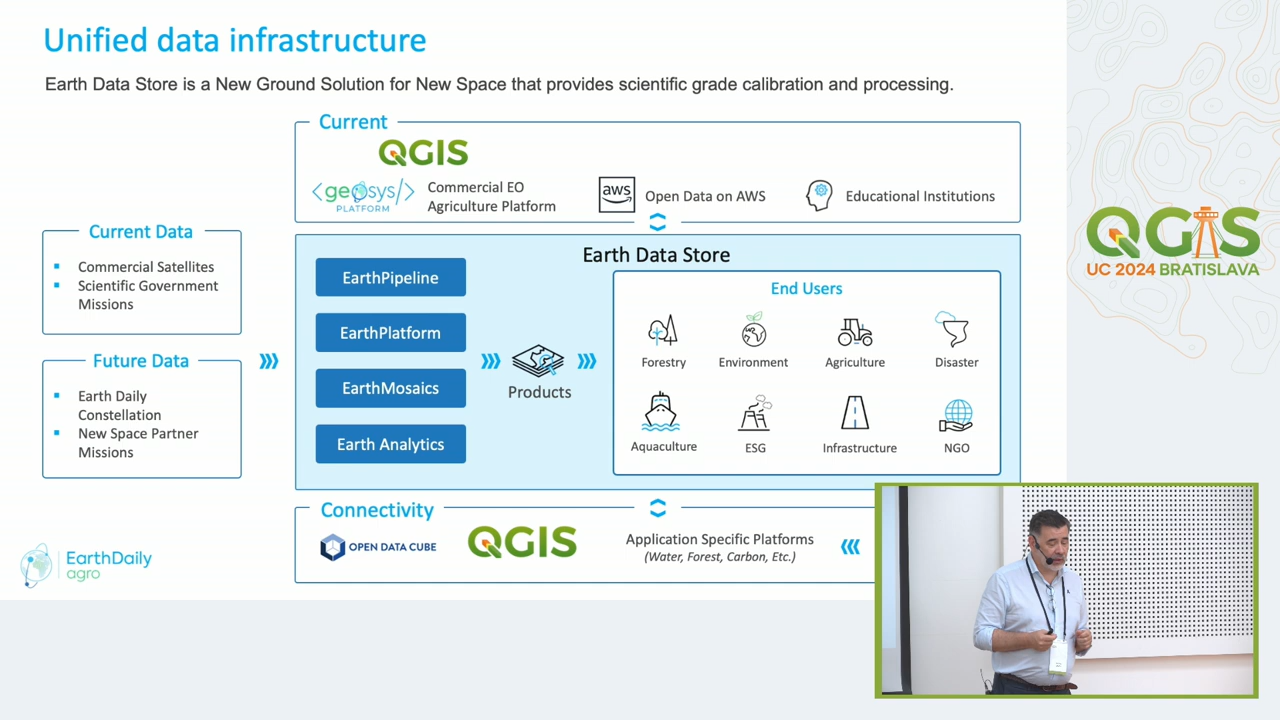 Unified data infrastructure
Earth Data Store is a New Ground Solution for New Space that provides scientific grade calibration and processing.
Current
QGIS
<geosys/>
PLATFORM
Commercial EO
Agriculture Platform
aws
Open Data on AWS
Educational Institutions
Current Data
Commercial Satellites
Scientific Government
Missions
Future Data
Earth Daily
Constellation
New Space Partner
Missions
Earth Data Store
EarthPipeline
EarthPlatform
EarthMosaics
Earth Analytics
Products
End Users
Forestry
Environment
Agriculture
Disaster
Aquaculture
ESG
Infrastructure
NGO
Connectivity
OPEN DATA CUBE
QGIS
Application Specific Platforms
(Water, Forest, Carbon, Etc.)
EarthDaily
agro
QGIS
UC 2024 BRATISLAVA